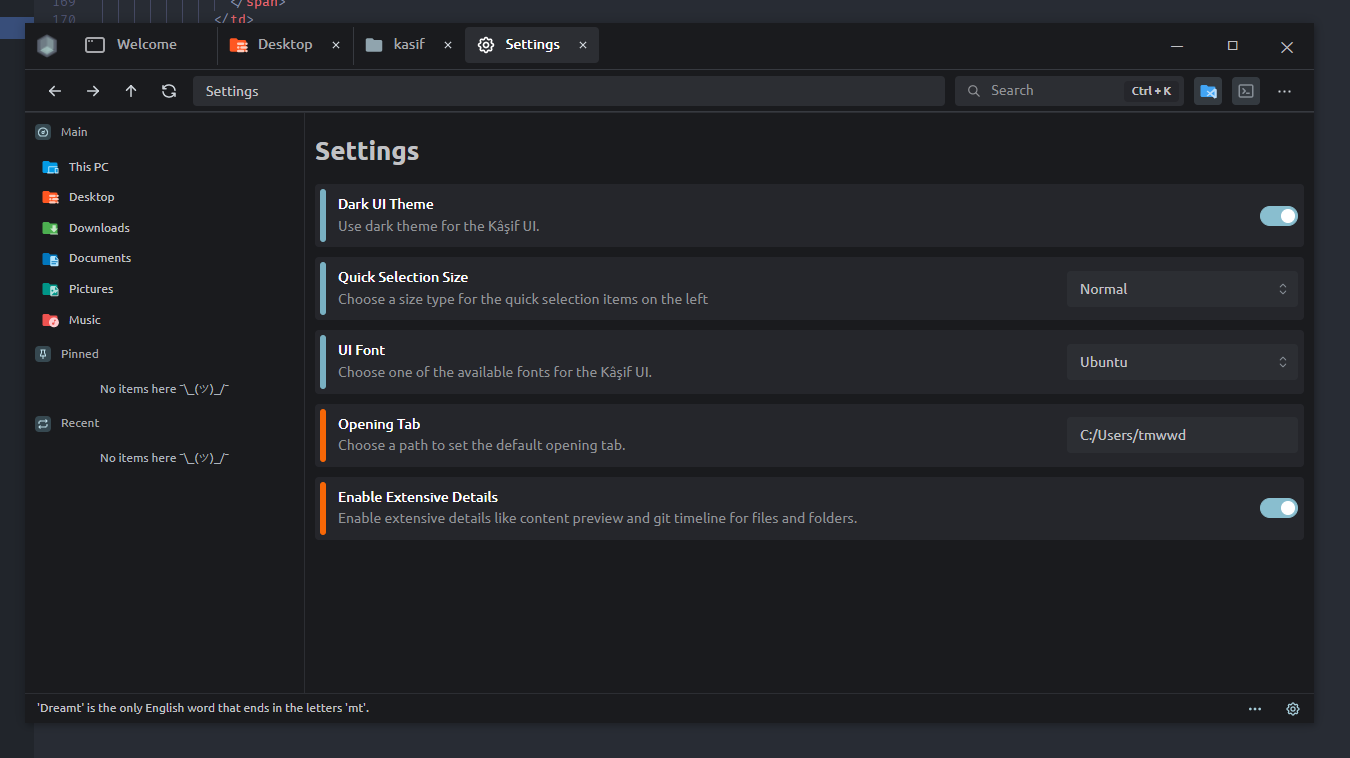 169 </span>
170 </td>
Welcome
Desktop
kasif
Settings
Settings
Search
Ctrl + K
Main
This PC
Desktop
Downloads
Documents
Pictures
Music
Pinned
No items here ¯\_(ツ)_/¯
Recent
No items here ¯\_(ツ)_/¯
Settings
Dark UI Theme
Use dark theme for the Kâşif UI.
Quick Selection Size
Choose a size type for the quick selection items on the left
Normal
UI Font
Choose one of the available fonts for the Kâşif UI.
Ubuntu
Opening Tab
Choose a path to set the default opening tab.
C:/Users/tmwwd
Enable Extensive Details
Enable extensive details like content preview and git timeline for files and folders.
'Dreamt' is the only English word that ends in the letters 'mt'.